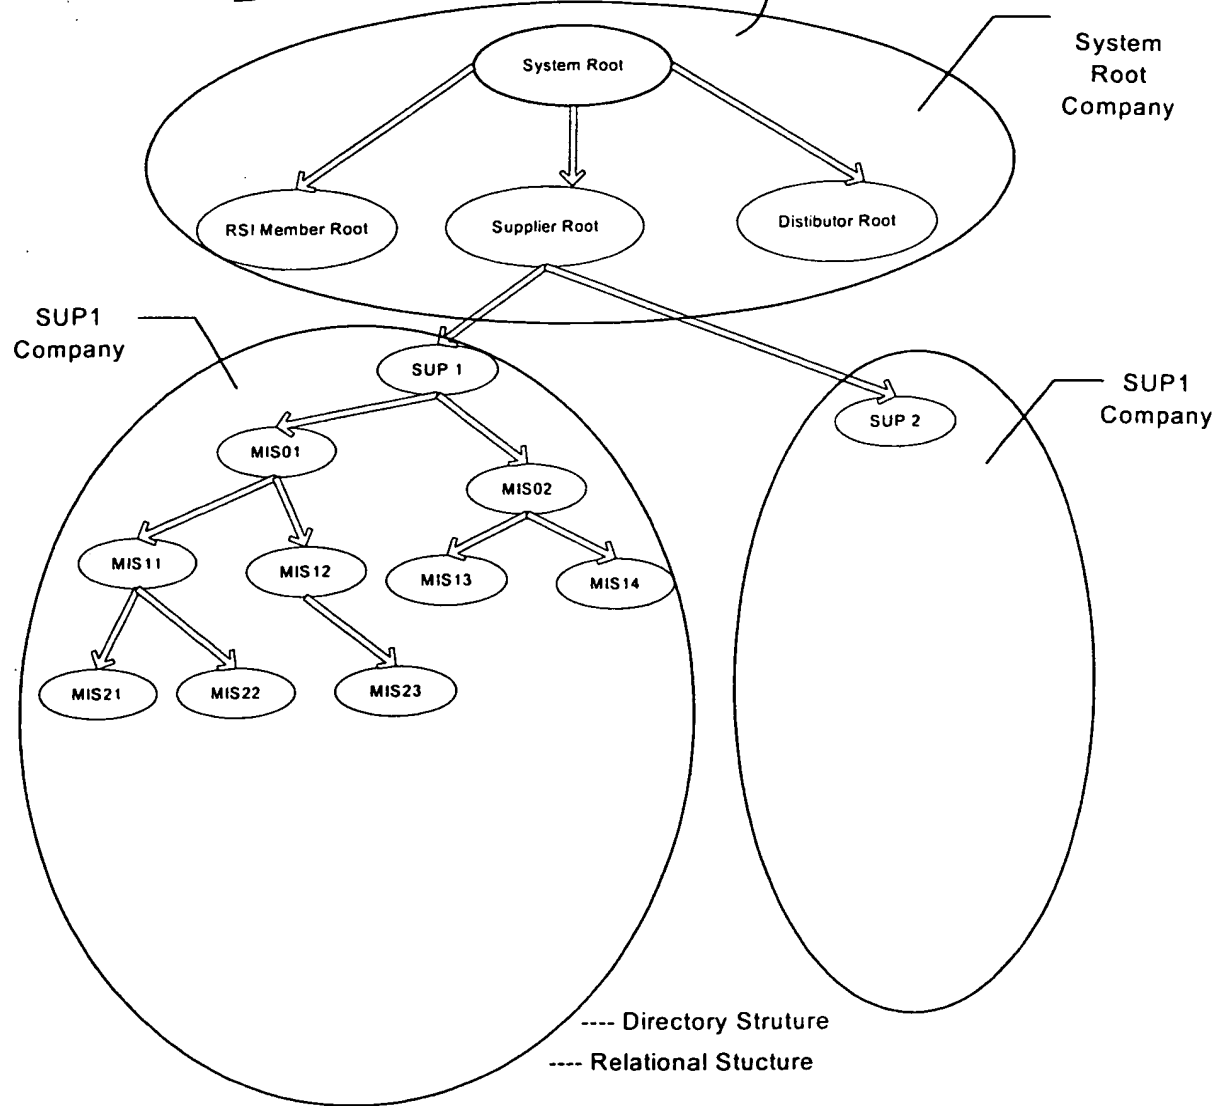 System Root
System
Root
Company
RSI Member Root
Supplier Root
Distibutor Root
SUP1
Company
SUP 1
SUP1
Company
SUP 2
MIS01
MIS02
MIS11
MIS12
MIS13
MIS14
MIS21
MIS22
MIS23
---- Directory Struture
---- Relational Stucture